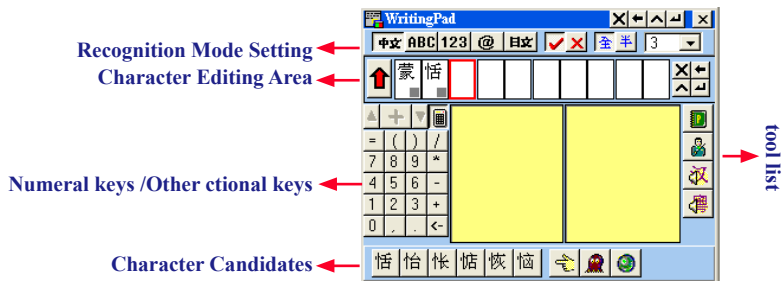 WritingPad
中文 ABC 123 @ 日文 全 半 3
Recognition Mode Setting
Character Editing Area
蒙 恬
= ( ) /
7 8 9 *
4 5 6 -
1 2 3 +
0 , . <-
汉
tool list
Numeral keys /Other ctional keys
Character Candidates
恬 怡 怅 惦 恢 恼